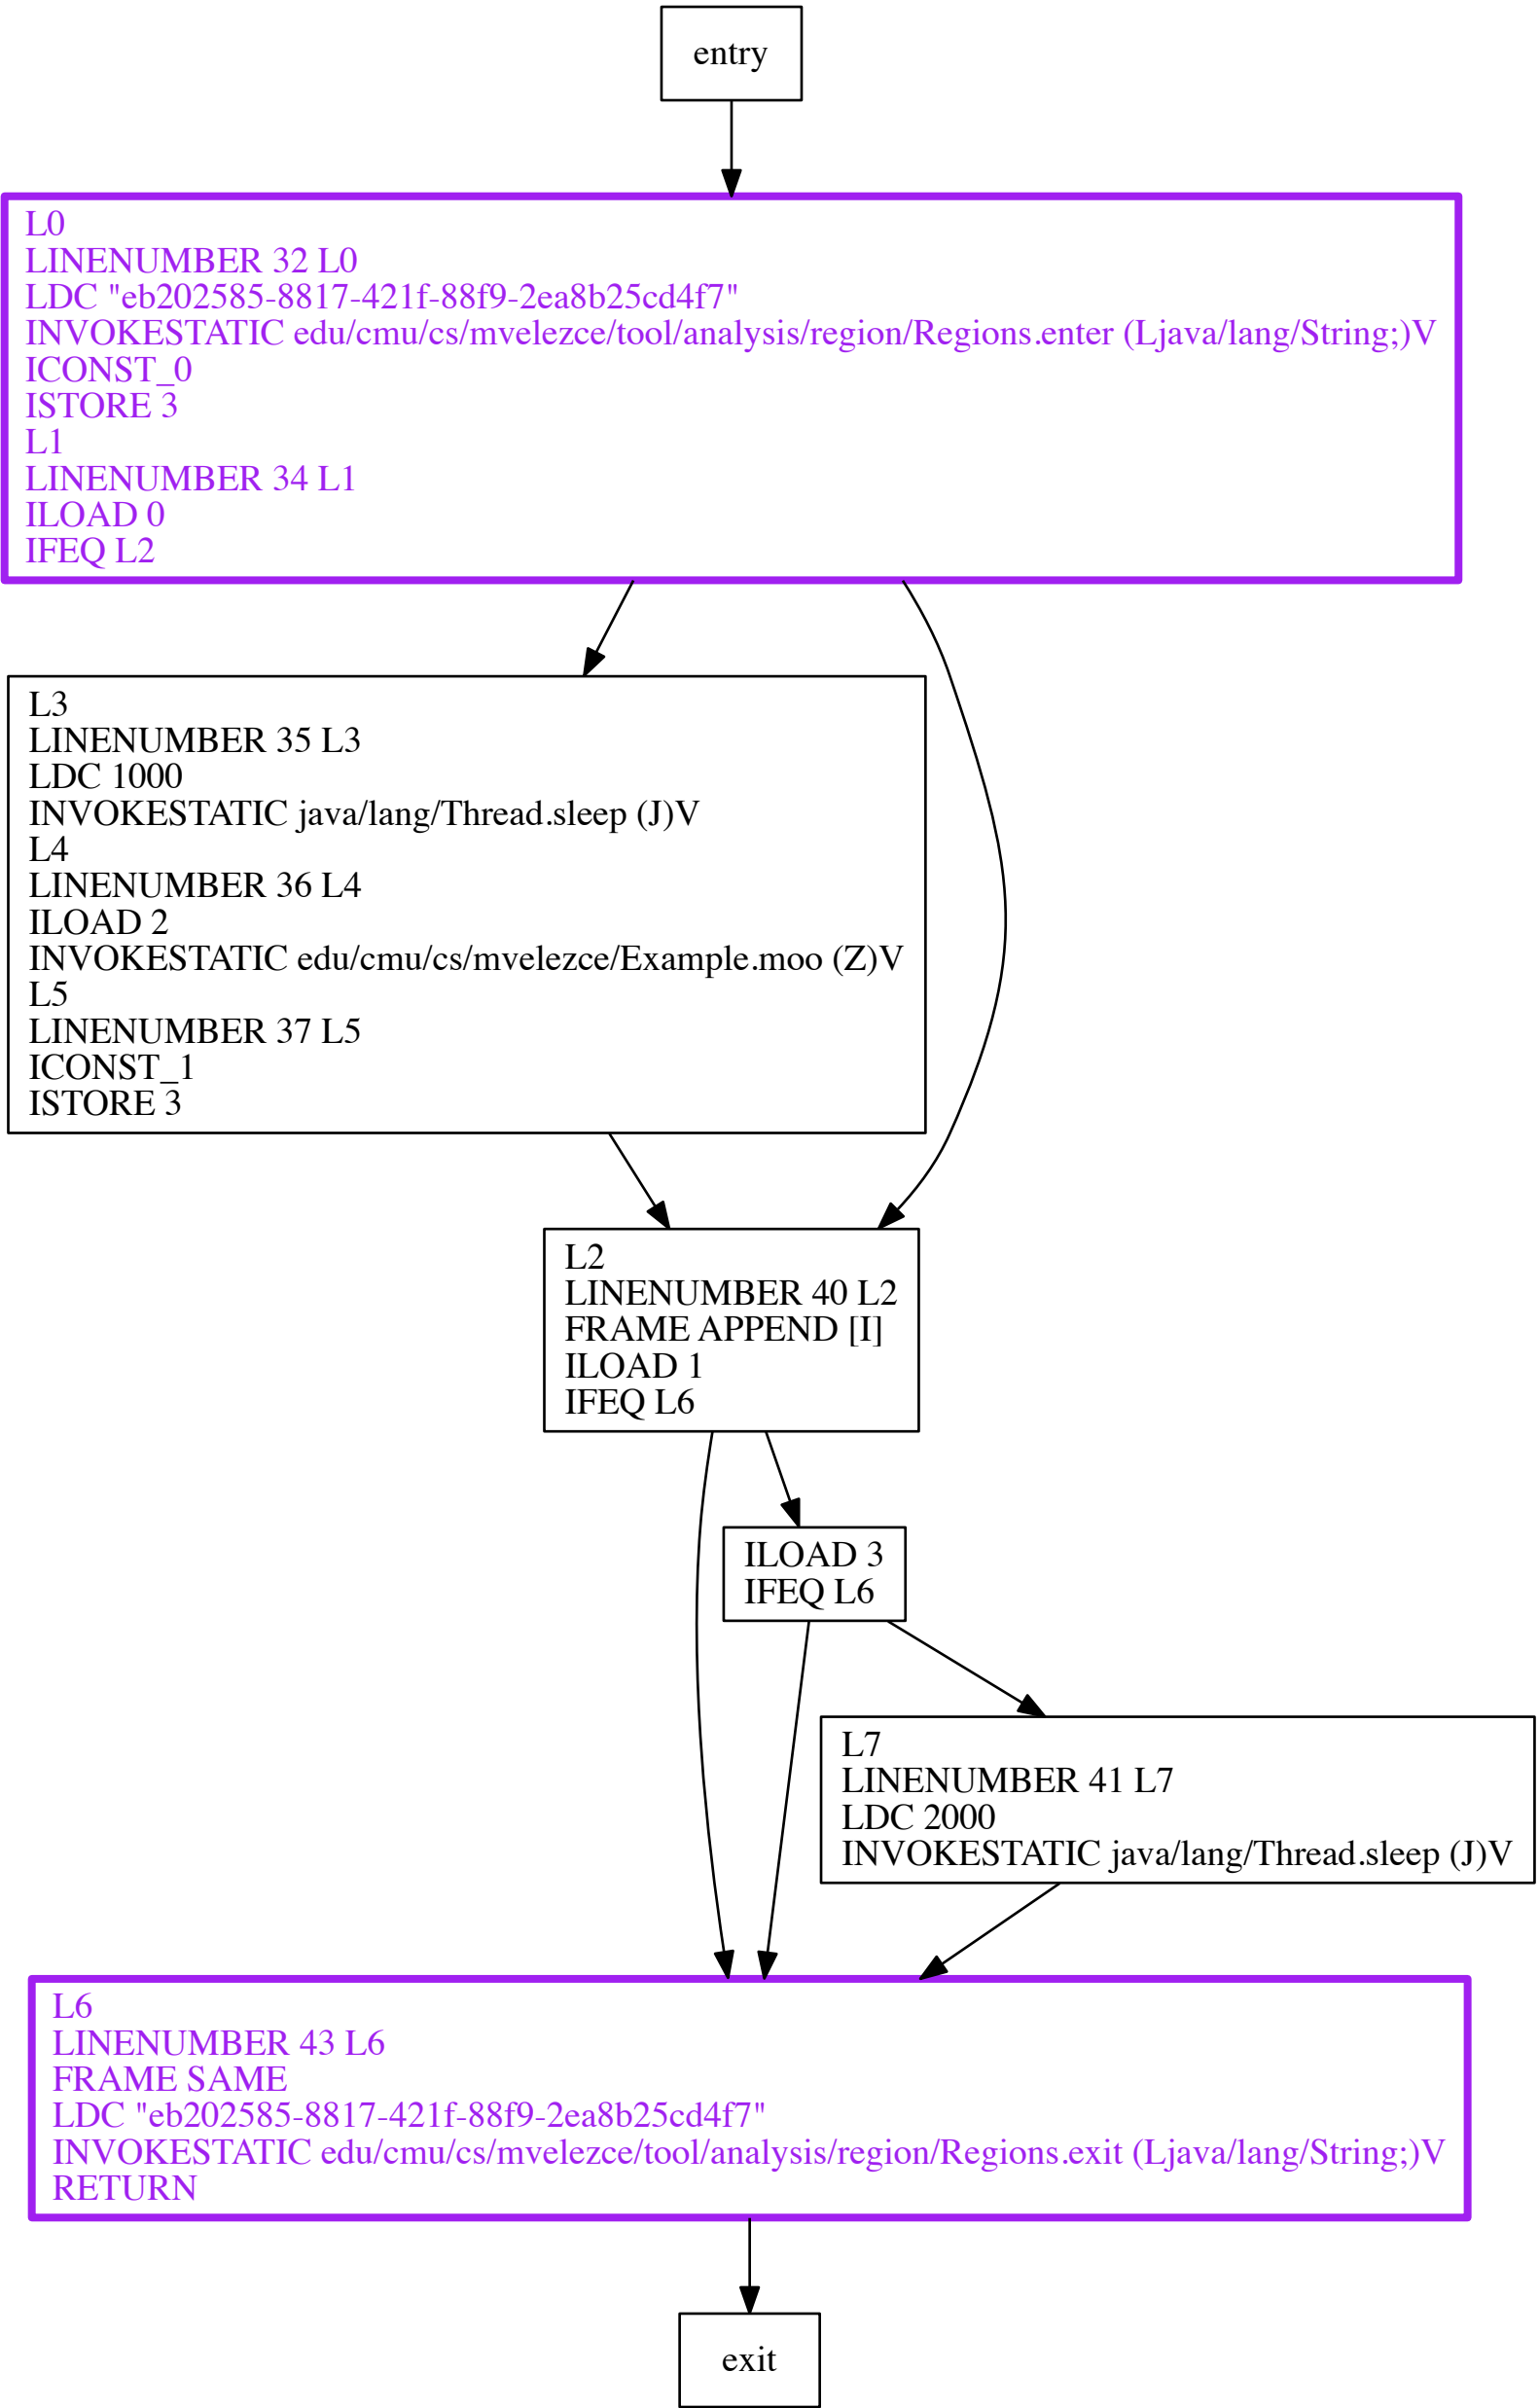 entry
L0
LINENUMBER 32 L0
LDC "eb202585-8817-421f-88f9-2ea8b25cd4f7"
INVOKESTATIC edu/cmu/cs/mvelezce/tool/analysis/region/Regions.enter (Ljava/lang/String;)V
ICONST_0
ISTORE 3
L1
LINENUMBER 34 L1
ILOAD 0
IFEQ L2
L3
LINENUMBER 35 L3
LDC 1000
INVOKESTATIC java/lang/Thread.sleep (J)V
L4
LINENUMBER 36 L4
ILOAD 2
INVOKESTATIC edu/cmu/cs/mvelezce/Example.moo (Z)V
L5
LINENUMBER 37 L5
ICONST_1
ISTORE 3
L2
LINENUMBER 40 L2
FRAME APPEND [I]
ILOAD 1
IFEQ L6
ILOAD 3
IFEQ L6
L7
LINENUMBER 41 L7
LDC 2000
INVOKESTATIC java/lang/Thread.sleep (J)V
L6
LINENUMBER 43 L6
FRAME SAME
LDC "eb202585-8817-421f-88f9-2ea8b25cd4f7"
INVOKESTATIC edu/cmu/cs/mvelezce/tool/analysis/region/Regions.exit (Ljava/lang/String;)V
RETURN
exit